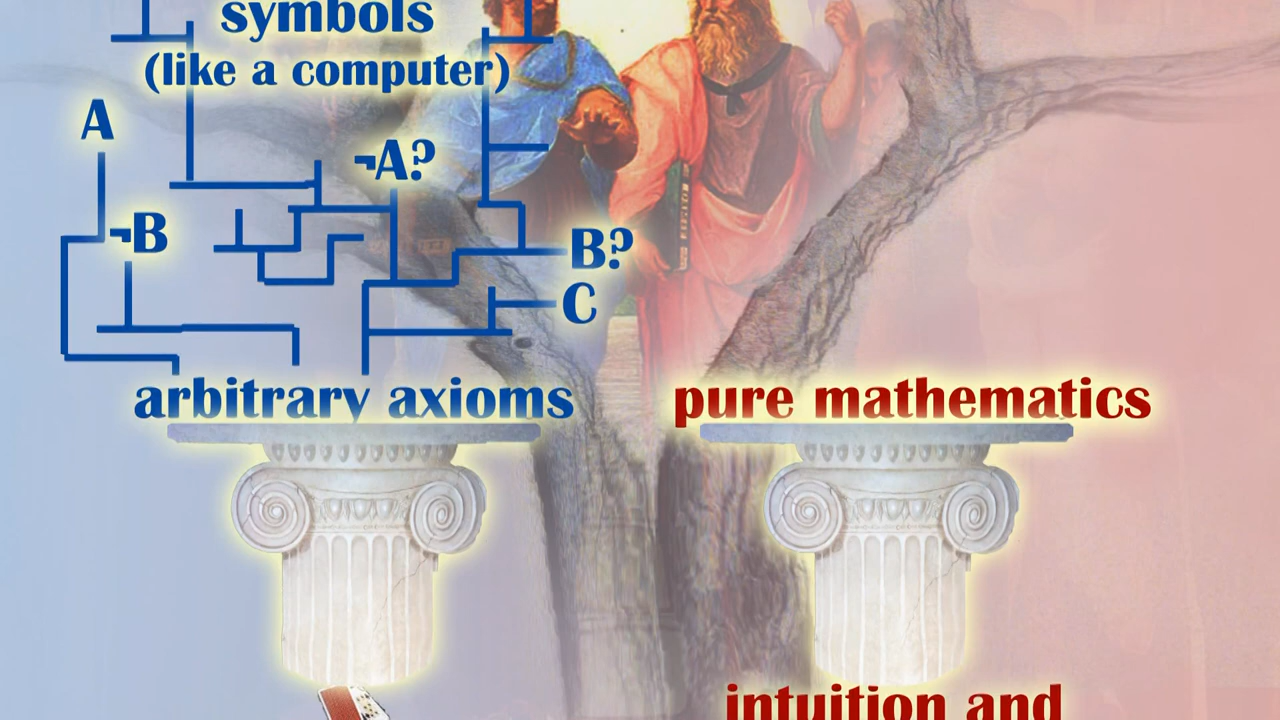 symbols
(like a computer)
A
¬A?
¬B
B?
C
arbitrary axioms
pure mathematics
intuition and